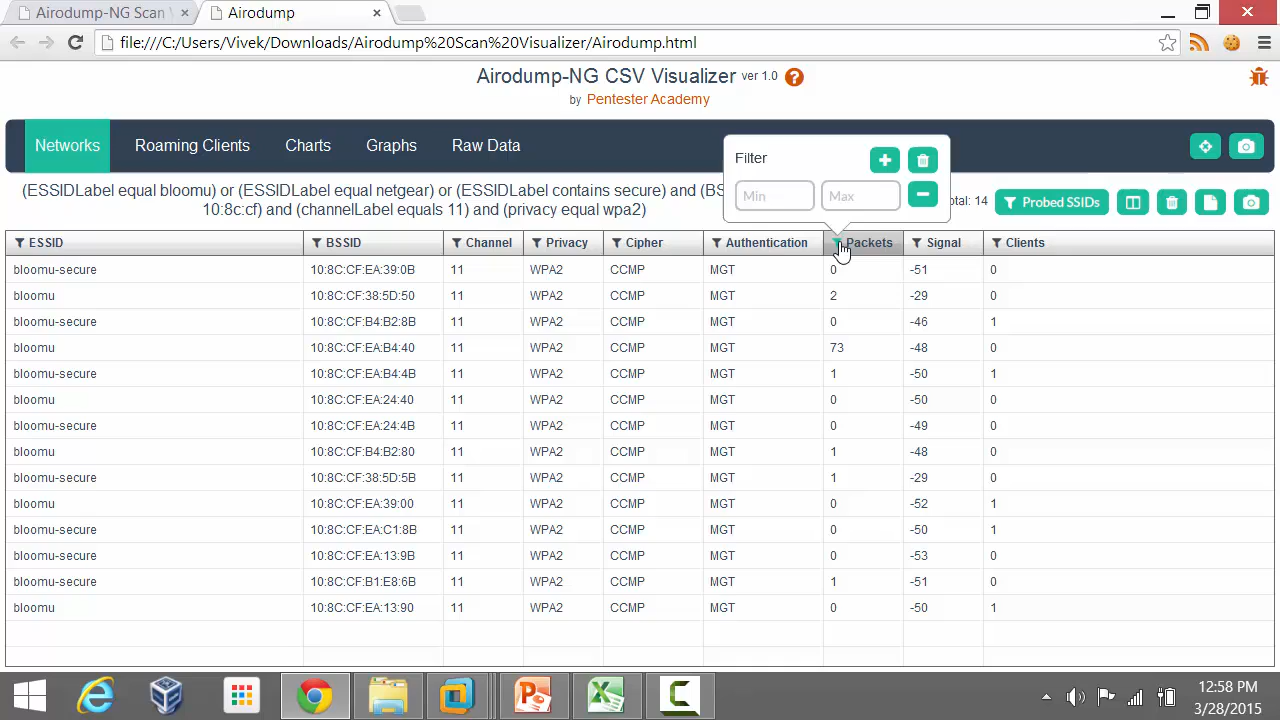 Airodump-NG Scan
Airodump
file:///C:/Users/Vivek/Downloads/Airodump%20Scan%20Visualizer/Airodump.html
Airodump-NG CSV Visualizer ver 1.0 ?
by Pentester Academy
Networks Roaming Clients Charts Graphs Raw Data
Filter
Min Max
(ESSIDLabel equal bloomu) or (ESSIDLabel equal netgear) or (ESSIDLabel contains secure) and (BS
10:8c:cf) and (channelLabel equals 11) and (privacy equal wpa2)
otal: 14 Probed SSIDs
ESSID BSSID Channel Privacy Cipher Authentication Packets Signal Clients
bloomu-secure 10:8C:CF:EA:39:0B 11 WPA2 CCMP MGT 0 -51 0
bloomu 10:8C:CF:38:5D:50 11 WPA2 CCMP MGT 2 -29 0
bloomu-secure 10:8C:CF:B4:B2:8B 11 WPA2 CCMP MGT 0 -46 1
bloomu 10:8C:CF:EA:B4:40 11 WPA2 CCMP MGT 73 -48 0
bloomu-secure 10:8C:CF:EA:B4:4B 11 WPA2 CCMP MGT 1 -50 1
bloomu 10:8C:CF:EA:24:40 11 WPA2 CCMP MGT 0 -50 0
bloomu-secure 10:8C:CF:EA:24:4B 11 WPA2 CCMP MGT 0 -49 0
bloomu 10:8C:CF:B4:B2:80 11 WPA2 CCMP MGT 1 -48 0
bloomu-secure 10:8C:CF:38:5D:5B 11 WPA2 CCMP MGT 1 -29 0
bloomu 10:8C:CF:EA:39:00 11 WPA2 CCMP MGT 0 -52 1
bloomu-secure 10:8C:CF:EA:C1:8B 11 WPA2 CCMP MGT 0 -50 1
bloomu-secure 10:8C:CF:EA:13:9B 11 WPA2 CCMP MGT 0 -53 0
bloomu-secure 10:8C:CF:B1:E8:6B 11 WPA2 CCMP MGT 1 -51 0
bloomu 10:8C:CF:EA:13:90 11 WPA2 CCMP MGT 0 -50 1
12:58 PM
3/28/2015